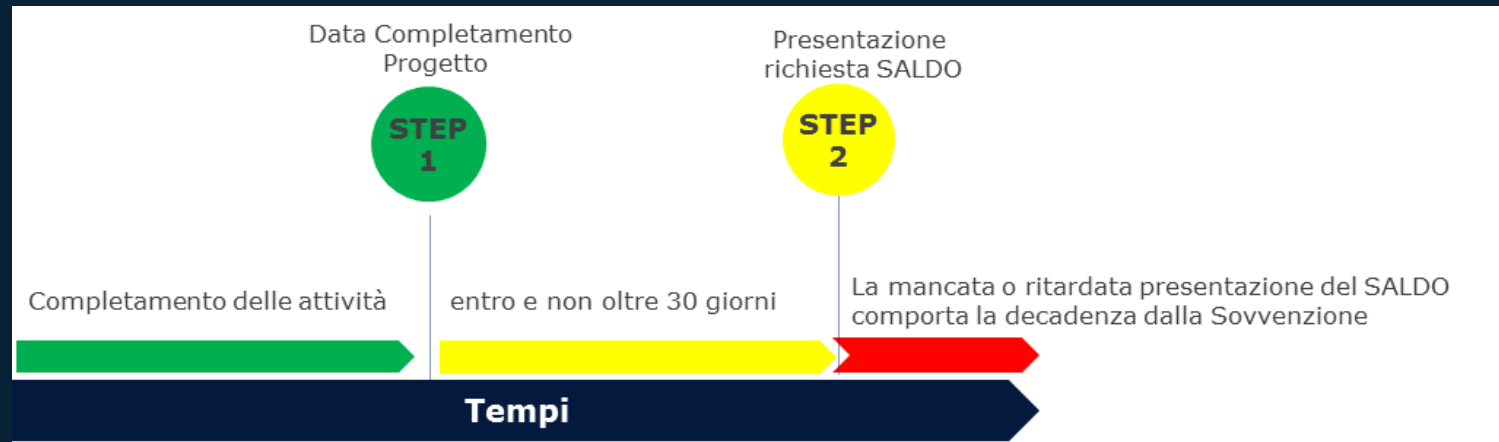 Data Completamento
Progetto
STEP
1
Presentazione
richiesta SALDO
STEP
2
Completamento delle attività
entro e non oltre 30 giorni
La mancata o ritardata presentazione del SALDO
comporta la decadenza dalla Sovvenzione
Tempi